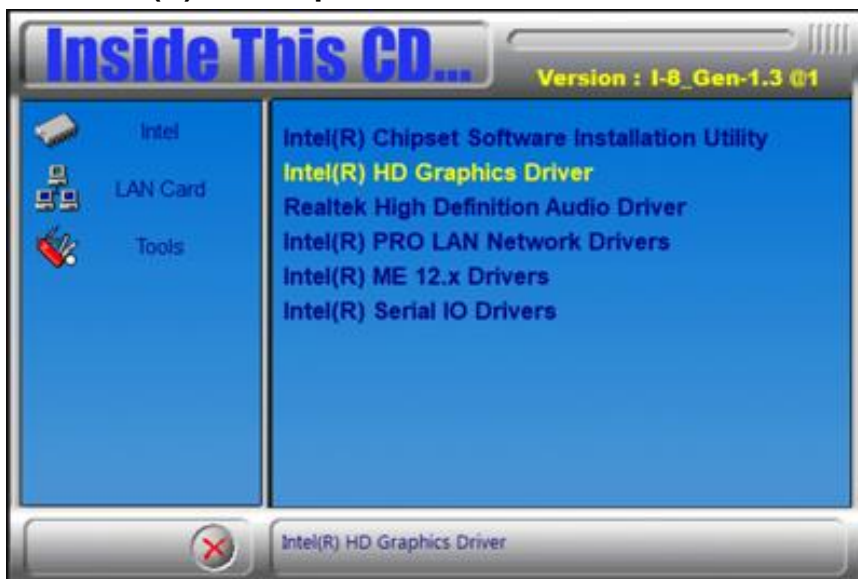 Inside This CD...
Version : I-8_Gen-1.3 @1
Intel
LAN Card
Tools
Intel(R) Chipset Software Installation Utility
Intel(R) HD Graphics Driver
Realtek High Definition Audio Driver
Intel(R) PRO LAN Network Drivers
Intel(R) ME 12.x Drivers
Intel(R) Serial IO Drivers
Intel(R) HD Graphics Driver